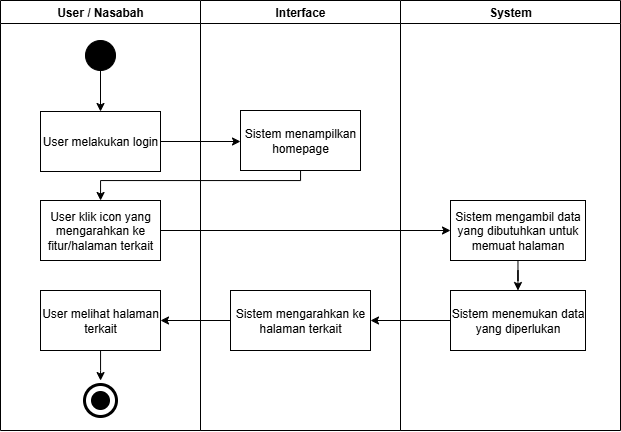 User / Nasabah
Interface
System
User melakukan login
Sistem menampilkan
homepage
User klik icon yang
mengarahkan ke
fitur/halaman terkait
Sistem mengambil data
yang dibutuhkan untuk
memuat halaman
User melihat halaman
terkait
Sistem mengarahkan ke
halaman terkait
Sistem menemukan data
yang diperlukan